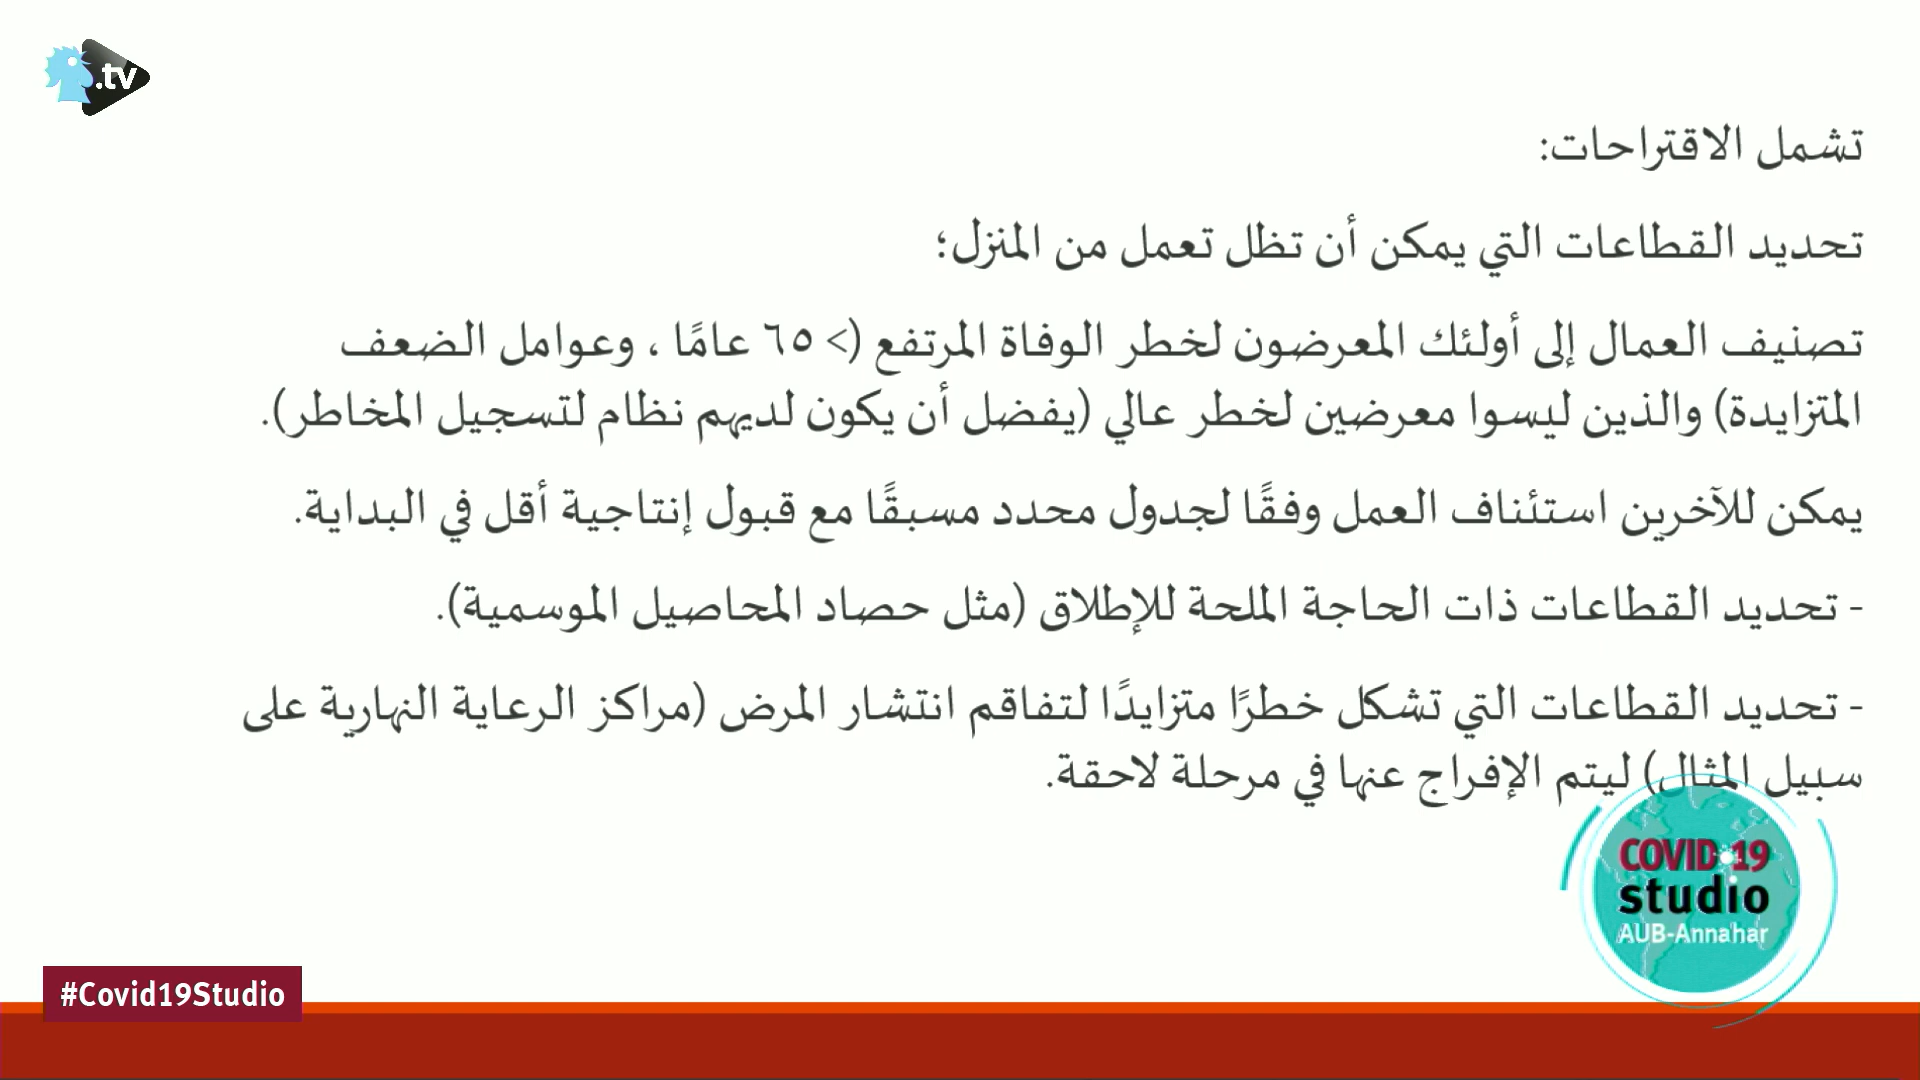 .tv
تشمل الاقتراحات:
تحديد القطاعات التي يمكن أن تظل تعمل من المنزل؛
تصنيف العمال إلى أولئك المعرضون لخطر الوفاة المرتفع (> ٦٥ عامًا ، وعوامل الضعف
المتزايدة) والذين ليسوا معرضين لخطر عالي (يفضل أن يكون لديهم نظام لتسجيل المخاطر).
يمكن للآخرين استئناف العمل وفقًا لجدول محدد مسبقًا مع قبول إنتاجية أقل في البداية.
- تحديد القطاعات ذات الحاجة الملحة للإطلاق (مثل حصاد المحاصيل الموسمية).
- تحديد القطاعات التي تشكل خطرًا متزايدًا لتفاقم انتشار المرض (مراكز الرعاية النهارية على
سبيل المثال) ليتم الإفراج عنها في مرحلة لاحقة.
COVID 19
studio
AUB-Annahar
#Covid19Studio